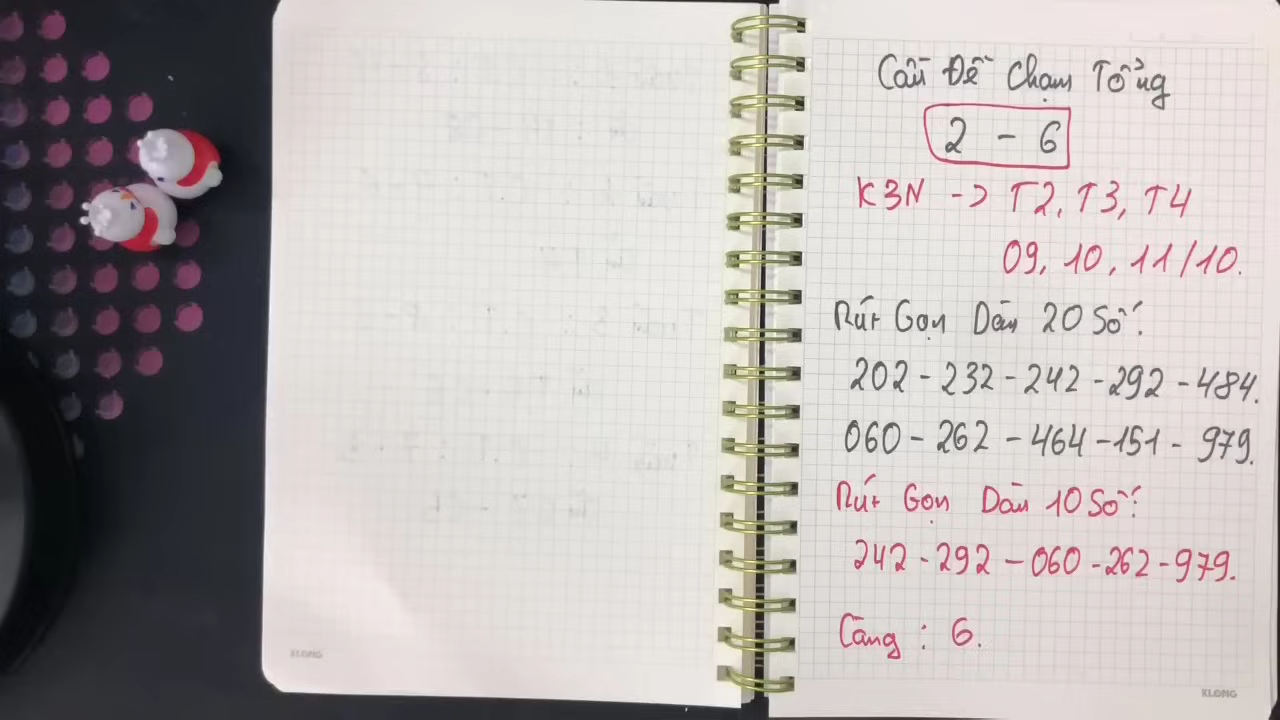 Cầu Đề Chạm Tổng
2 - 6
K3N -> T2, T3, T4
09, 10, 11/10.
Rút Gọn Dàn 20 Số:
202 - 232 - 242 - 292 - 484.
060 - 262 - 464 - 151 - 979.
Rút Gọn Dàn 10 Số:
242 - 292 - 060 - 262 - 979.
Càng : 6.
KLONG
KLONG